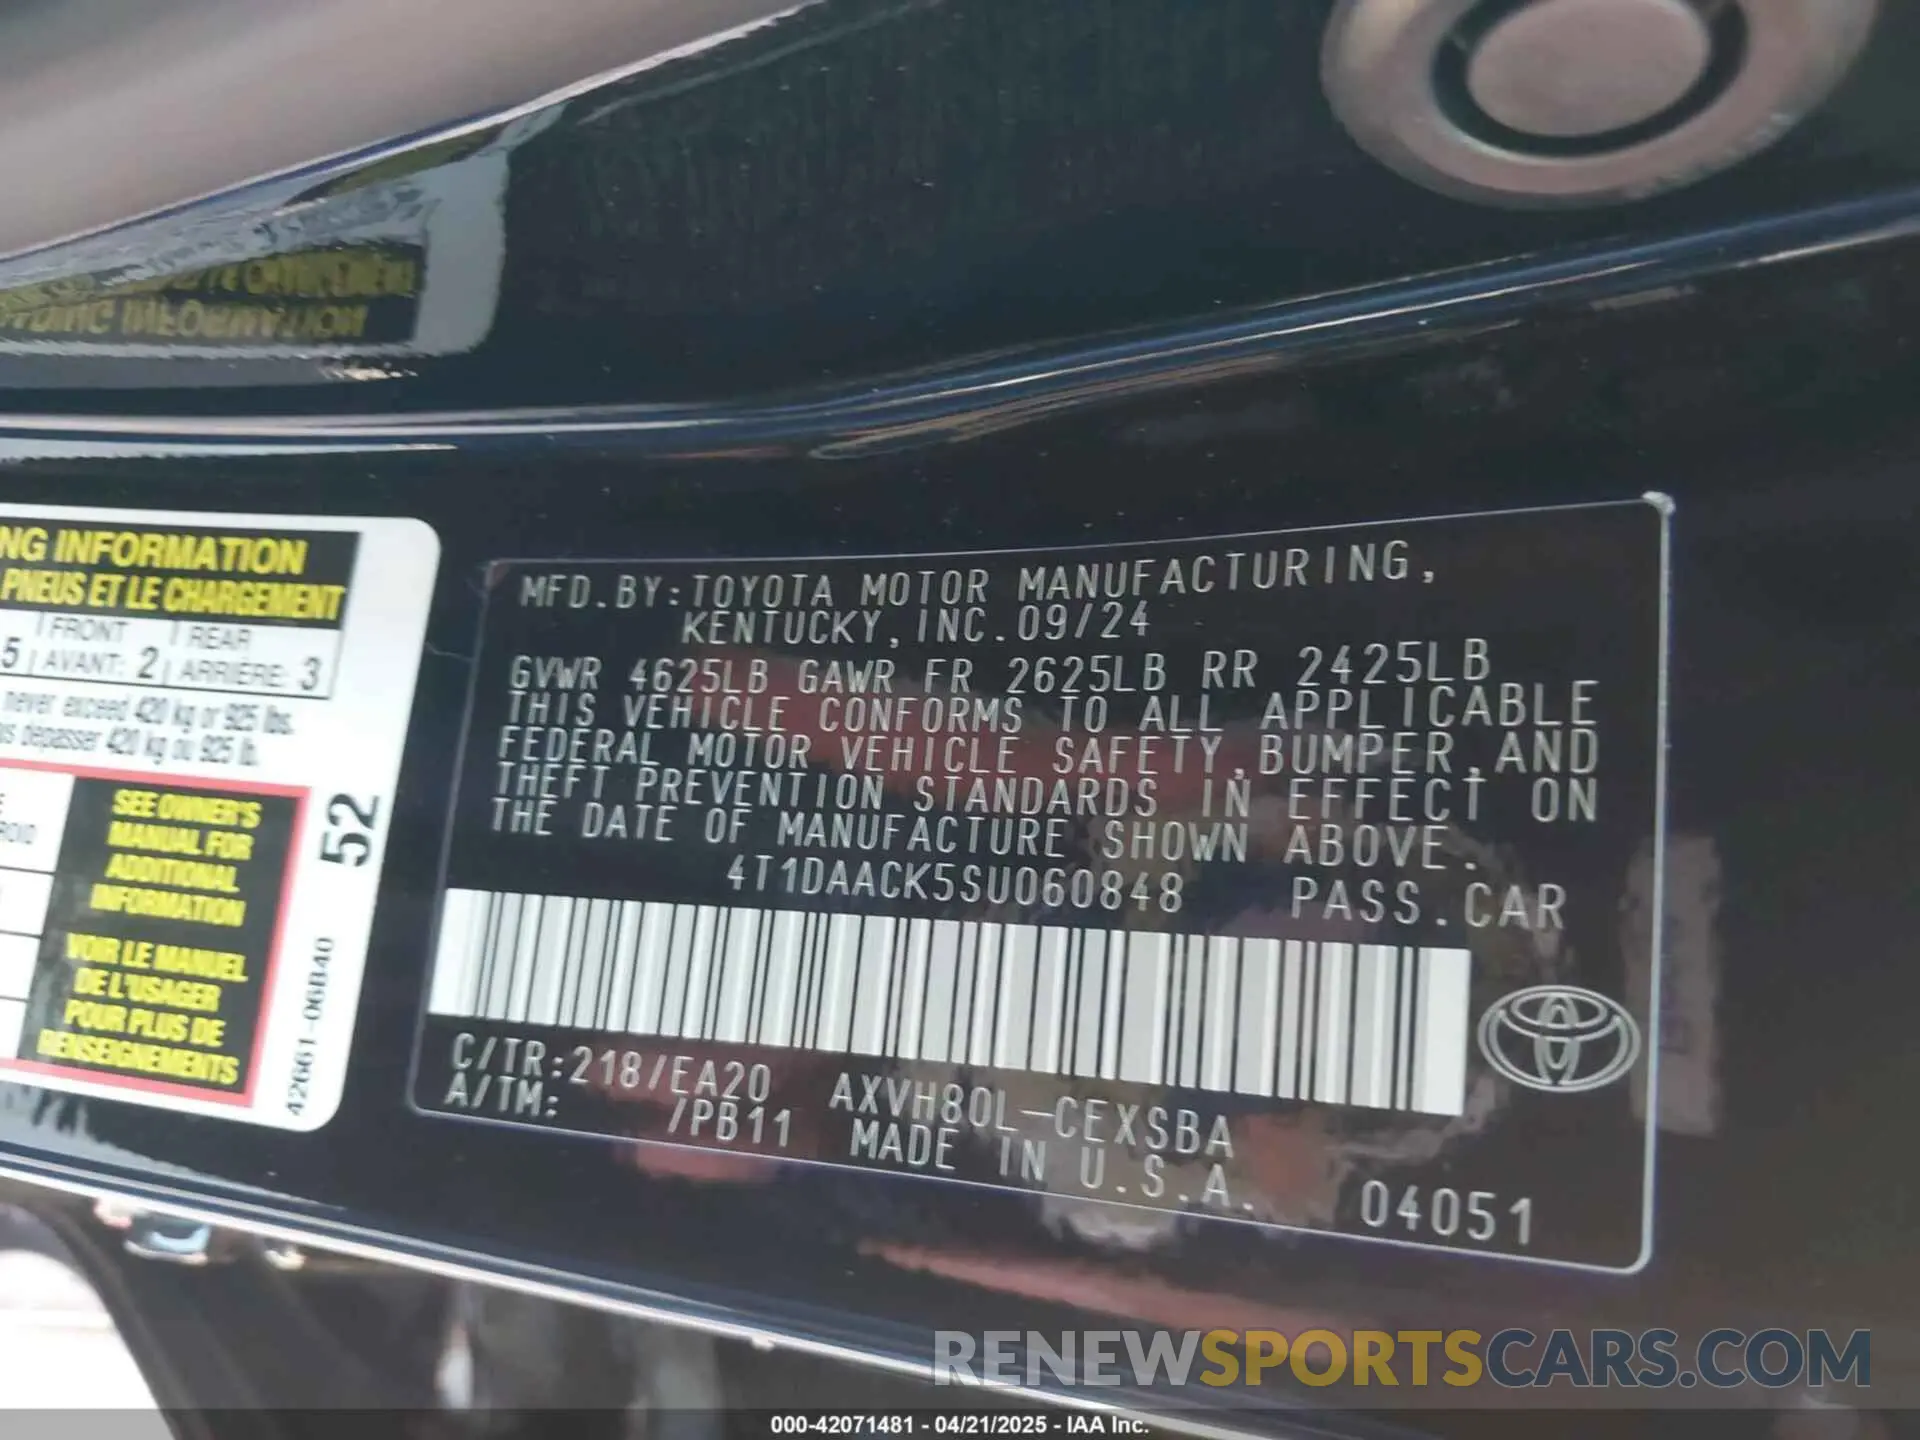 NG INFORMATION
PNEUS ET LE CHARGEMENT
FRONT | REAR
5 | AVANT: 2 | ARRIÈRE: 3
never exceed 420 kg or 925 lbs.
dépasser 420 kg ou 925 lb.
SEE OWNER'S
MANUAL FOR
ADDITIONAL
INFORMATION
VOIR LE MANUEL
DE L'USAGER
POUR PLUS DE
RENSEIGNEMENTS
52
42661-06B40
MFD.BY:TOYOTA MOTOR MANUFACTURING,
KENTUCKY,INC.09/24
GVWR 4625LB GAWR FR 2625LB RR 2425LB
THIS VEHICLE CONFORMS TO ALL APPLICABLE
FEDERAL MOTOR VEHICLE SAFETY,BUMPER,AND
THEFT PREVENTION STANDARDS IN EFFECT ON
THE DATE OF MANUFACTURE SHOWN ABOVE.
4T1DAACK5SU060848 PASS.CAR
C/TR:218/EA20 AXVH80L-CEXSBA
A/TM: /PB11 MADE IN U.S.A.
04051
RENEWSPORTSCARS.COM
000-42071481 - 04/21/2025 - IAA Inc.